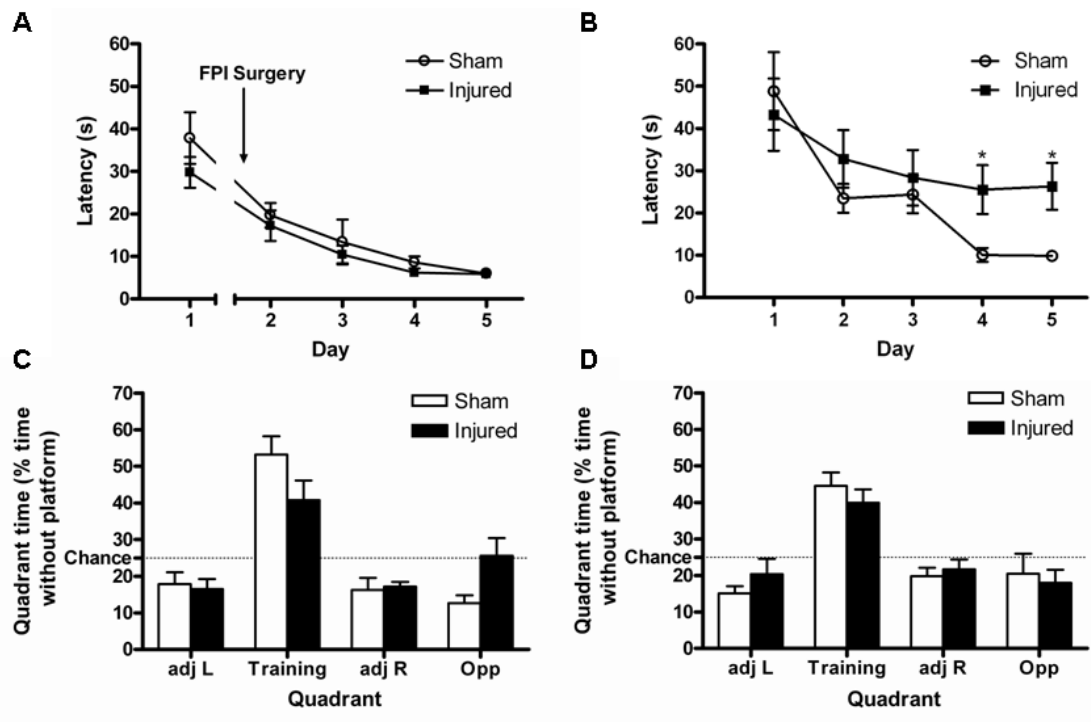 A
60
50
40
30
20
10
0
Latency (s)
FPI Surgery
Sham
Injured
1 2 3 4 5
Day
B
60
50
40
30
20
10
0
Latency (s)
Sham
Injured
* *
1 2 3 4 5
Day
C
70
60
50
40
30
Chance
20
10
0
Quadrant time (% time
without platform)
Sham
Injured
adj L Training adj R Opp
Quadrant
D
70
60
50
40
30
Chance
20
10
0
Quadrant time (% time
without platform)
Sham
Injured
adj L Training adj R Opp
Quadrant